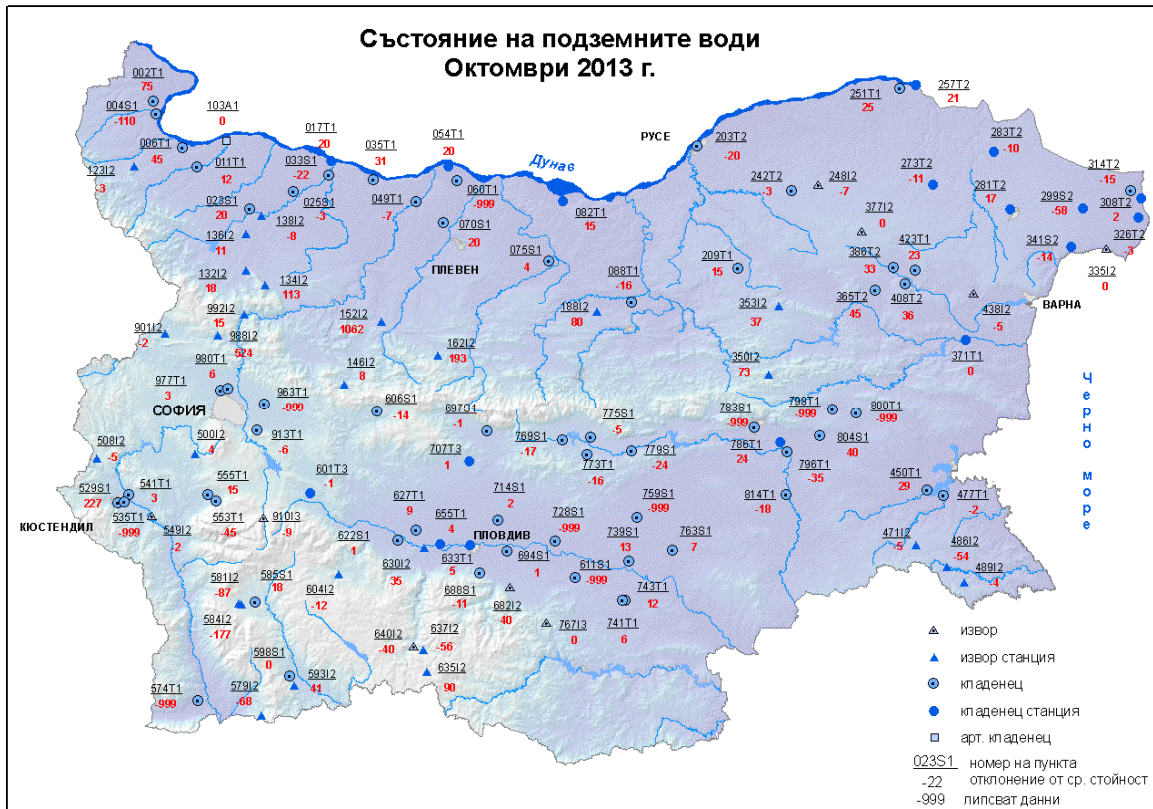 Състояние на подземните води
Октомври 2013 г.
002T1
75
004S1
-110
103A1
0
006T1
45
011T1
12
123I2
-3
017T1
20
033S1
-22
035T1
31
054T1
20
025S1
-3
023S1
20
138I2
-8
136I2
11
049T1
-7
060T1
-999
070S1
20
ПЛЕВЕН
075S1
4
Дунав
082T1
15
РУСЕ
203T2
-20
251T1
25
257T2
21
283T2
-10
242T2
-3
248I2
-7
273T2
-11
281T2
17
299S2
-58
314T2
-15
308T2
2
326T2
-3
335I2
0
341S2
-14
377I2
0
386T2
33
423T1
23
209T1
15
088T1
-16
188I2
80
365T2
45
408T2
36
438I2
-5
ВАРНА
353I2
37
350I2
73
371T1
0
132I2
18
134I2
113
992I2
15
901I2
-2
988I2
524
152I2
1062
162I2
193
146I2
8
980T1
6
977T1
3
СОФИЯ
963T1
-999
913T1
-6
606S1
-14
697S1
-1
769S1
-17
775S1
-5
773T1
-16
779S1
-24
783S1
-999
798T1
-999
800T1
-999
804S1
40
786T1
24
796T1
-35
814T1
-18
450T1
29
477T1
-2
471I2
5
486I2
-54
489I2
-4
Черно море
508I2
-5
500I2
4
529S1
227
541T1
3
555T1
15
КЮСТЕНДИЛ
535T1
-999
549I2
-2
553T1
-45
910I3
-9
601T3
-1
707T3
1
627T1
9
655T1
4
714S1
2
ПЛОВДИВ
728S1
-999
759S1
-999
739S1
13
763S1
7
622S1
1
630I2
35
633T1
5
694S1
1
611S1
-999
688S1
-11
682I2
40
743T1
12
741T1
6
767I3
0
581I2
-87
585S1
18
604I2
-12
584I2
-177
598S1
0
593I2
41
579I2
-68
574T1
-999
640I2
-40
637I2
-56
635I2
90
извор
извор станция
кладенец
кладенец станция
арт. кладенец
023S1 номер на пункта
-22 отклонение от ср. стойност
-999 липсват данни